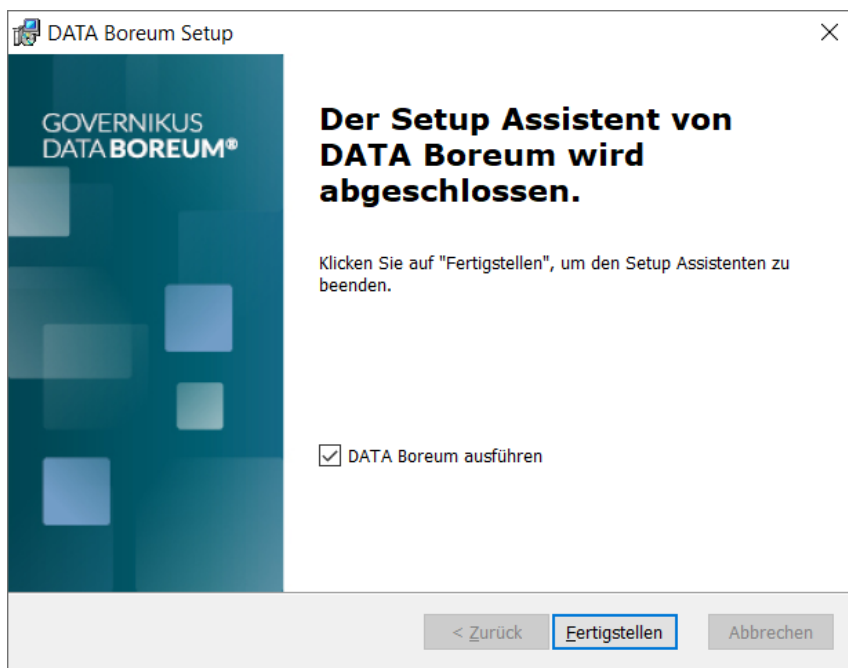 DATA Boreum Setup
GOVERNIKUS
DATA BOREUM®
Der Setup Assistent von
DATA Boreum wird
abgeschlossen.
Klicken Sie auf "Fertigstellen", um den Setup Assistenten zu
beenden.
DATA Boreum ausführen
< Zurück
Fertigstellen
Abbrechen